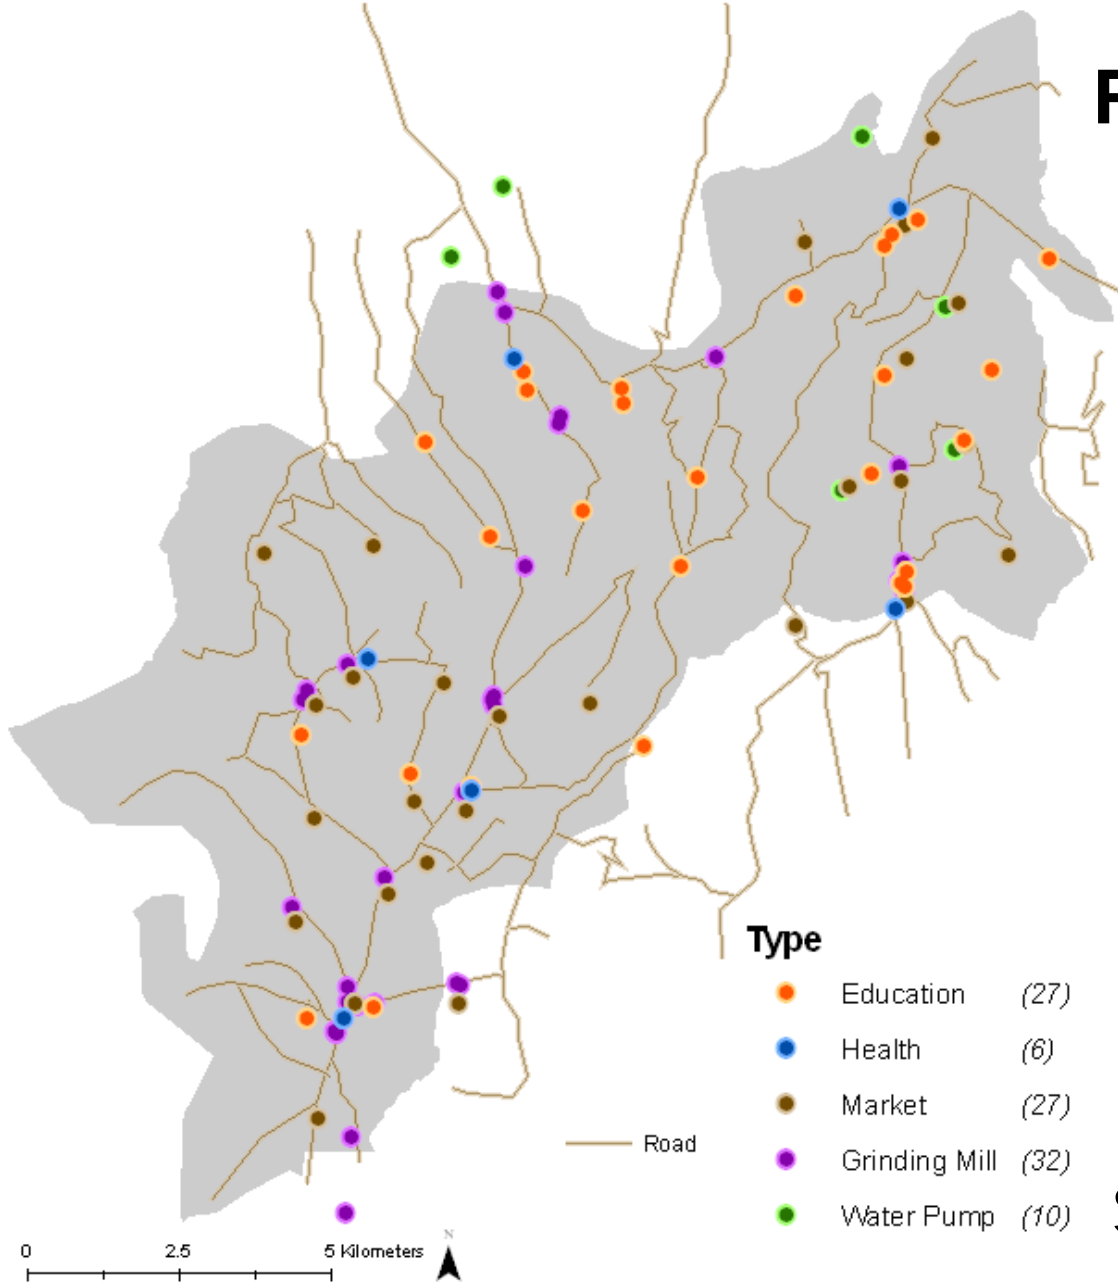 Type
Education (27)
Health (6)
Market (27)
Road
Grinding Mill (32)
Water Pump (10)
N
0 2.5 5 Kilometers